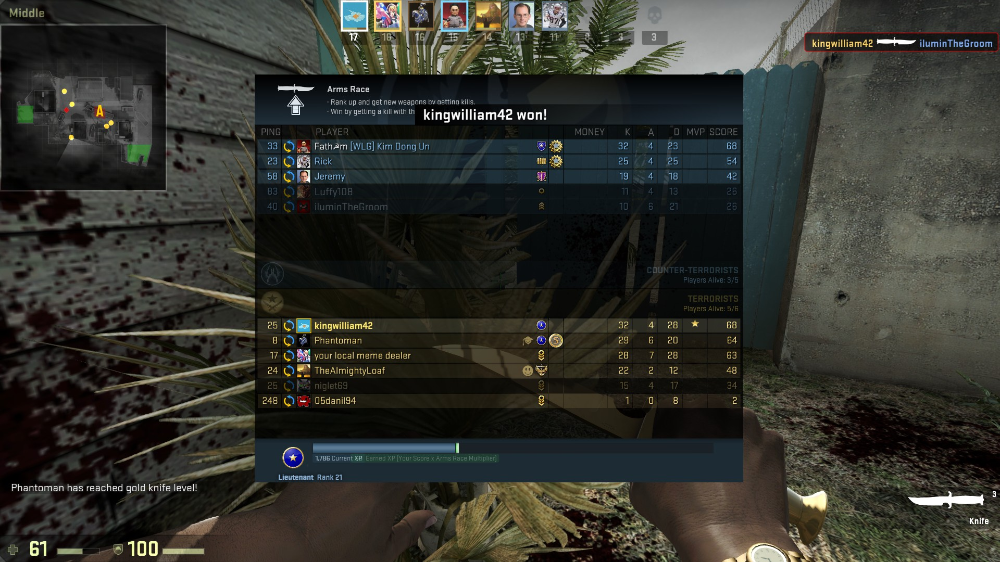 Middle
17 18 16 15 14 13 11 8 3 3
kingwilliam42 iluminTheGroom
Arms Race
· Rank up and get new weapons by getting kills.
· Win by getting a kill with th
kingwilliam42 won!
PING PLAYER MONEY K A D MVP SCORE
33 Fath☭m [WLG] Kim Dong Un 32 4 23 68
23 Rick 25 4 25 54
58 Jeremy 19 4 18 42
83 Luffy108 11 4 13 26
40 iluminTheGroom 10 6 21 26
COUNTER-TERRORISTS
Players Alive: 3/5
TERRORISTS
Players Alive: 5/6
25 kingwilliam42 32 4 28 68
8 Phantoman 5 29 6 20 64
17 your local meme dealer 28 7 28 63
24 TheAlmightyLoaf 22 2 12 48
25 niglet69 15 4 17 34
248 05danil94 1 0 8 2
1,786 Current XP Earned XP (Your Score x Arms Race Multiplier)
Lieutenant Rank 21
Phantoman has reached gold knife level!
A
3
Knife
61 100